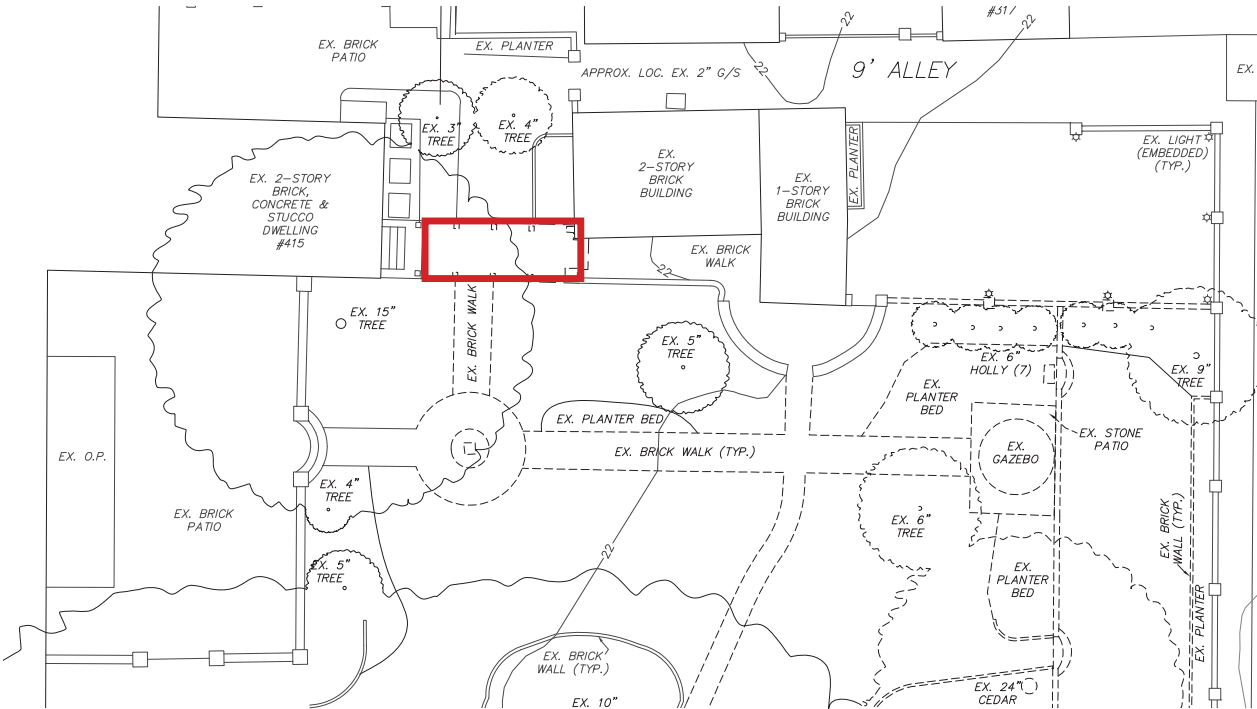 #317
22
EX. BRICK
PATIO
EX. PLANTER
22
APPROX. LOC. EX. 2" G/S
22
9' ALLEY
EX.
EX. 3"
TREE
EX. 4"
TREE
EX. PLANTER
EX. LIGHT
(EMBEDDED)
(TYP.)
EX.
2-STORY
BRICK
BUILDING
EX.
1-STORY
BRICK
BUILDING
EX. 2-STORY
BRICK,
CONCRETE &
STUCCO
DWELLING
#415
EX. BRICK
WALK
22
EX. BRICK WALK
EX. 15"
TREE
EX. 5"
TREE
EX. 6"
HOLLY (7)
EX. 9"
TREE
EX.
PLANTER
BED
EX. PLANTER BED
EX. STONE
PATIO
EX. BRICK WALK (TYP.)
EX.
GAZEBO
EX. O.P.
EX. 4"
TREE
EX. BRICK
PATIO
EX. 6"
TREE
EX. BRICK
WALL (TYP.)
22
EX. 5"
TREE
EX.
PLANTER
BED
EX. PLANTER
EX. BRICK
WALL (TYP.)
EX. 24"
CEDAR
EX. 10"